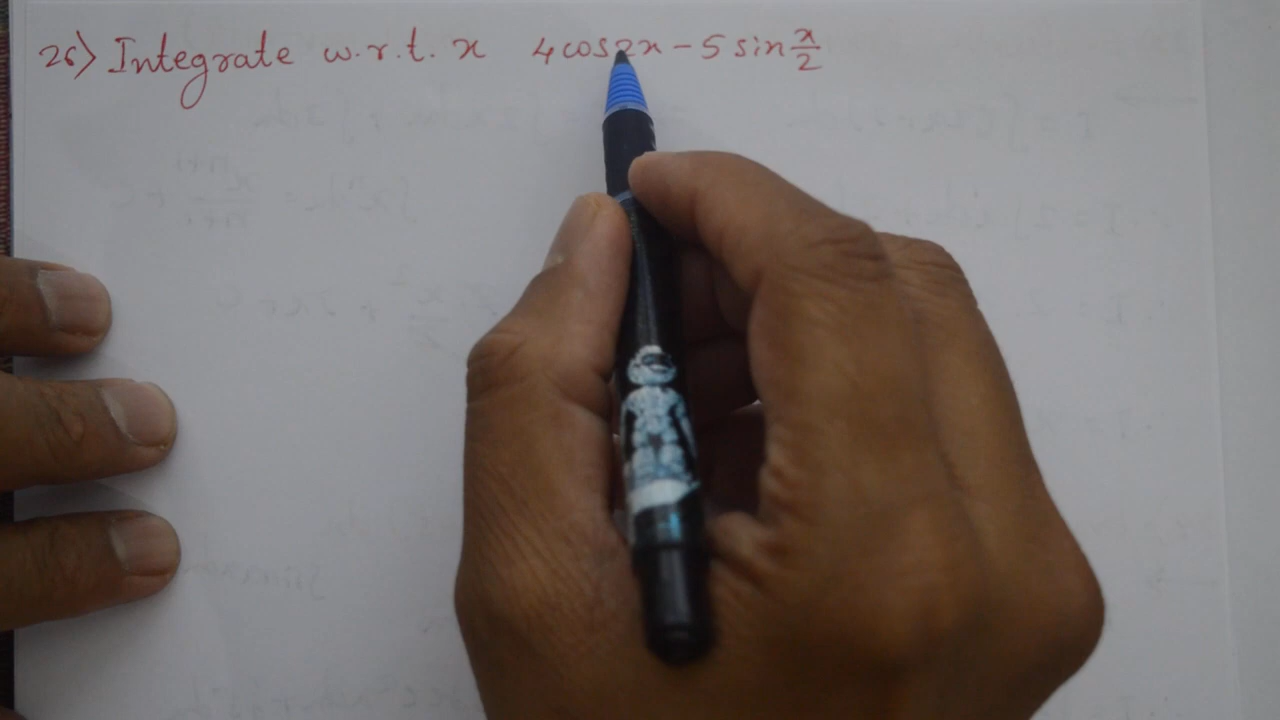 26) Integrate w.r.t. x 4cos2x - 5 sin x/2